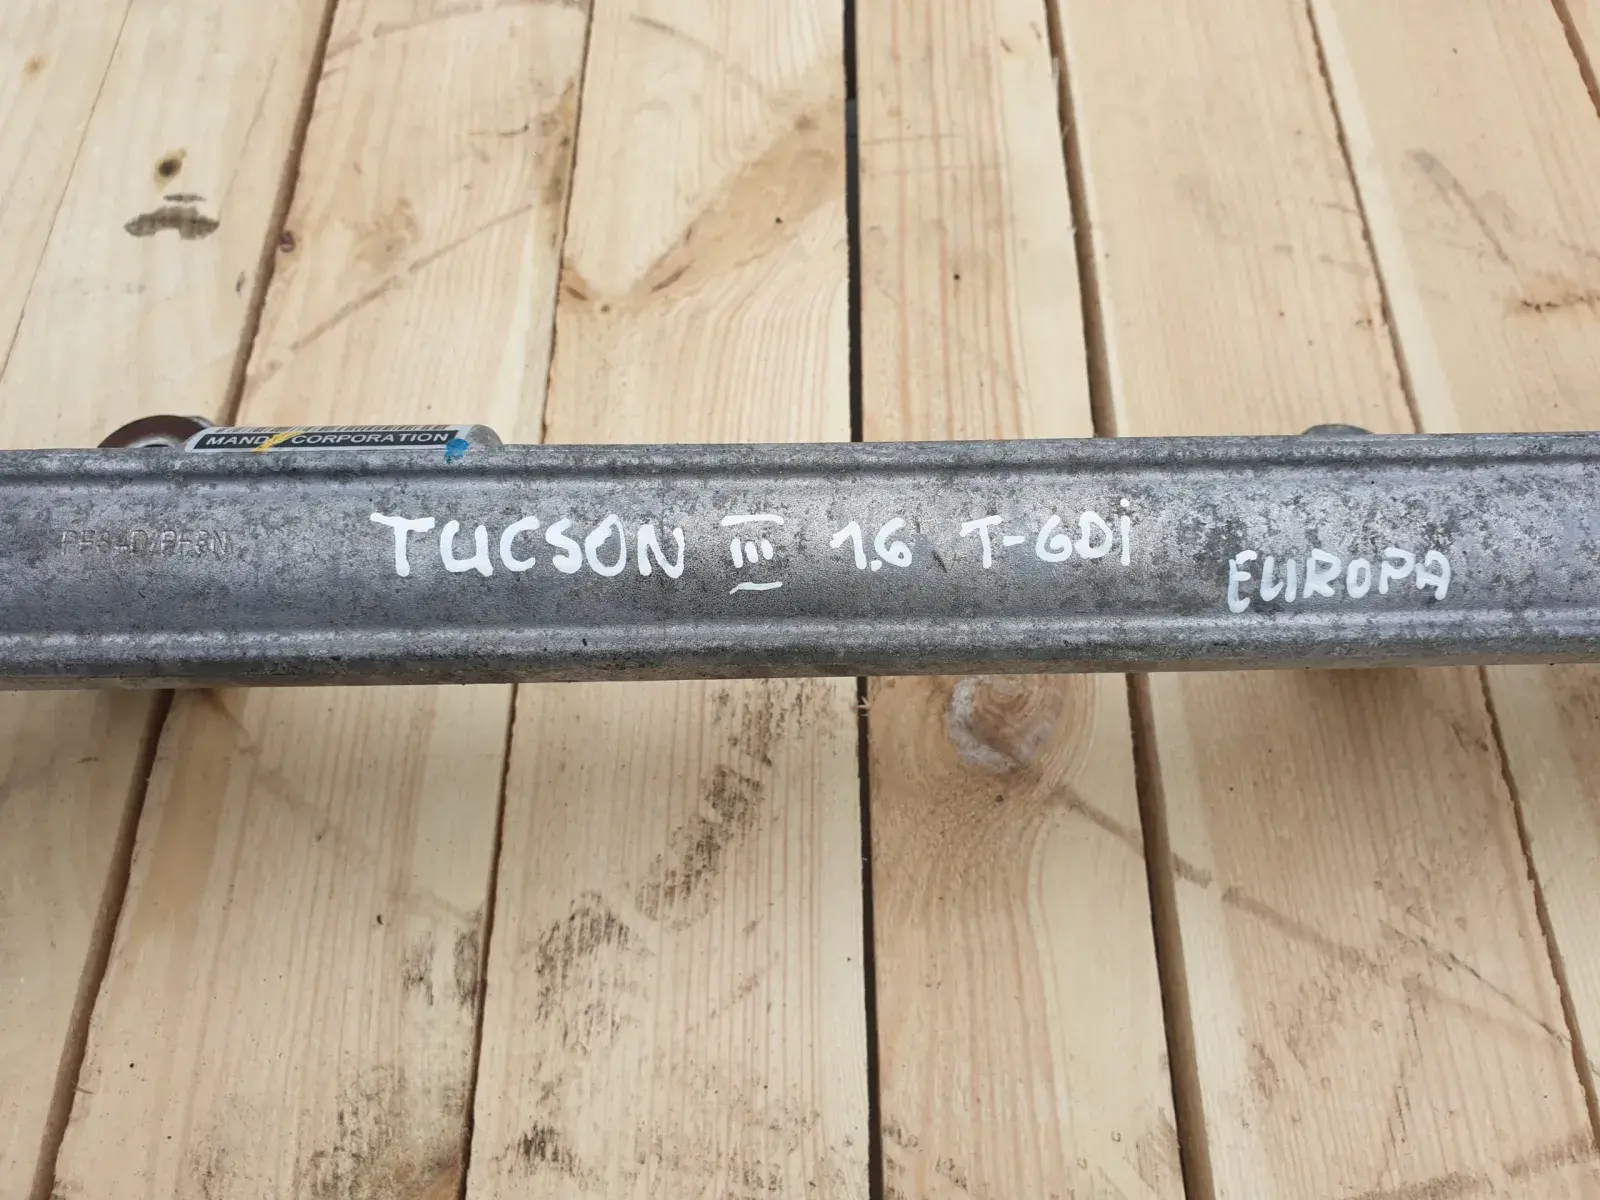 MANDO CORPORATION
TUCSON III 1.6 T-GDi
EUROPA